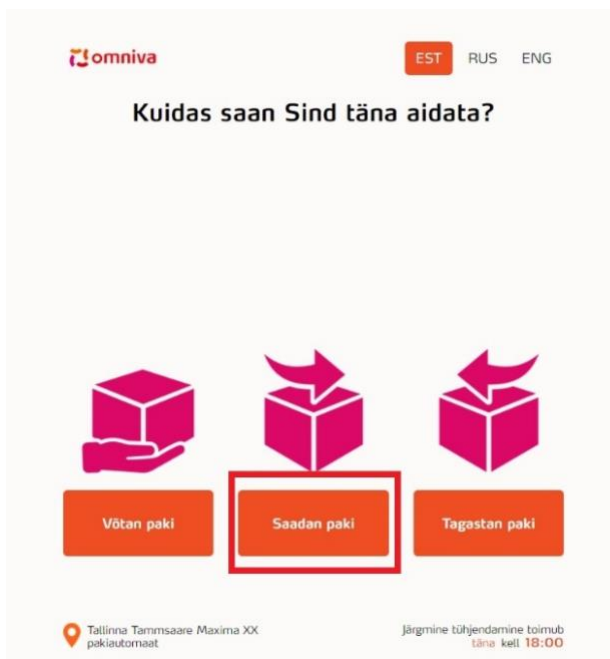 omniva
EST RUS ENG
Kuidas saan Sind täna aidata?
Võtan paki
Saadan paki
Tagastan paki
Tallinna Tammsaare Maxima XX
pakiautomaat
Järgmine tühjendamine toimub
täna kell 18:00